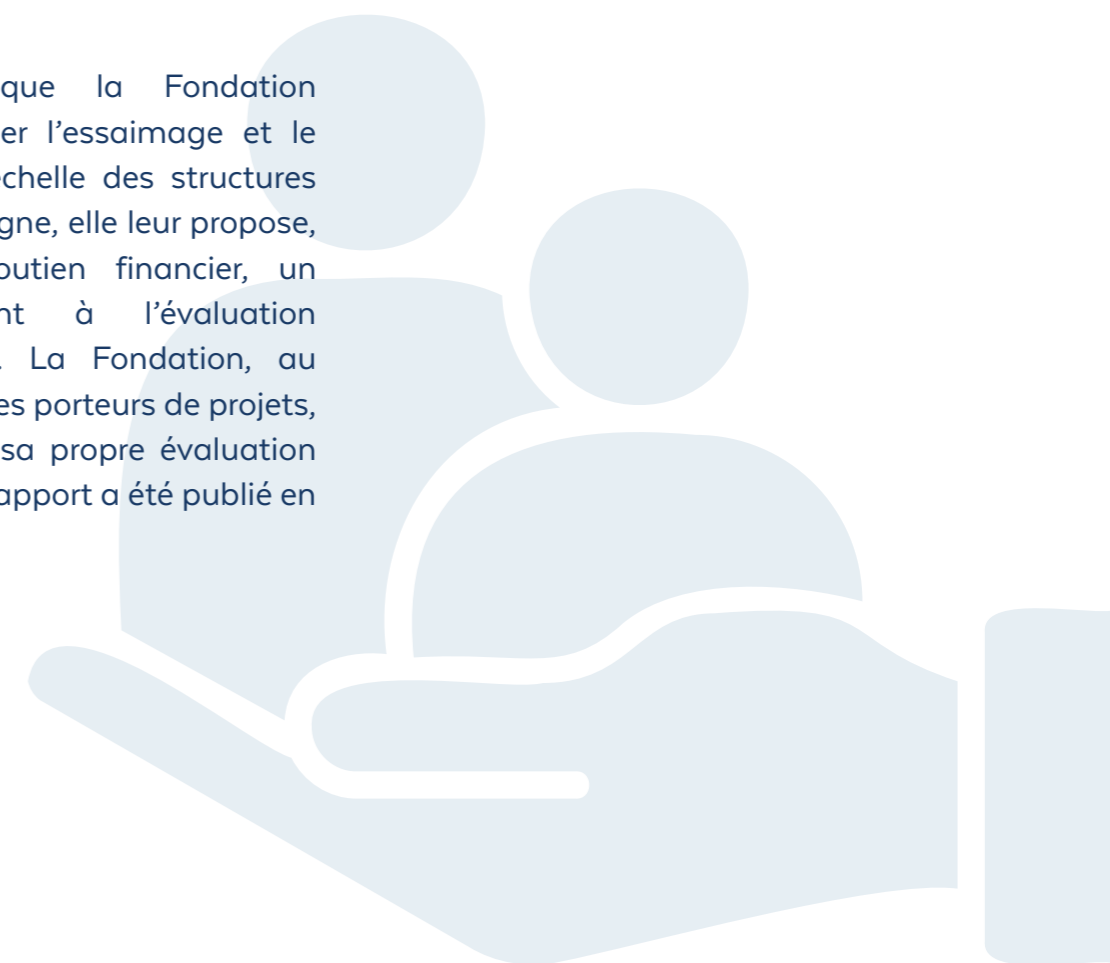 que la Fondation
er l’essaimage et le
échelle des structures
gne, elle leur propose,
outien financier, un
nt à l’évaluation
. La Fondation, au
es porteurs de projets,
sa propre évaluation
apport a été publié en